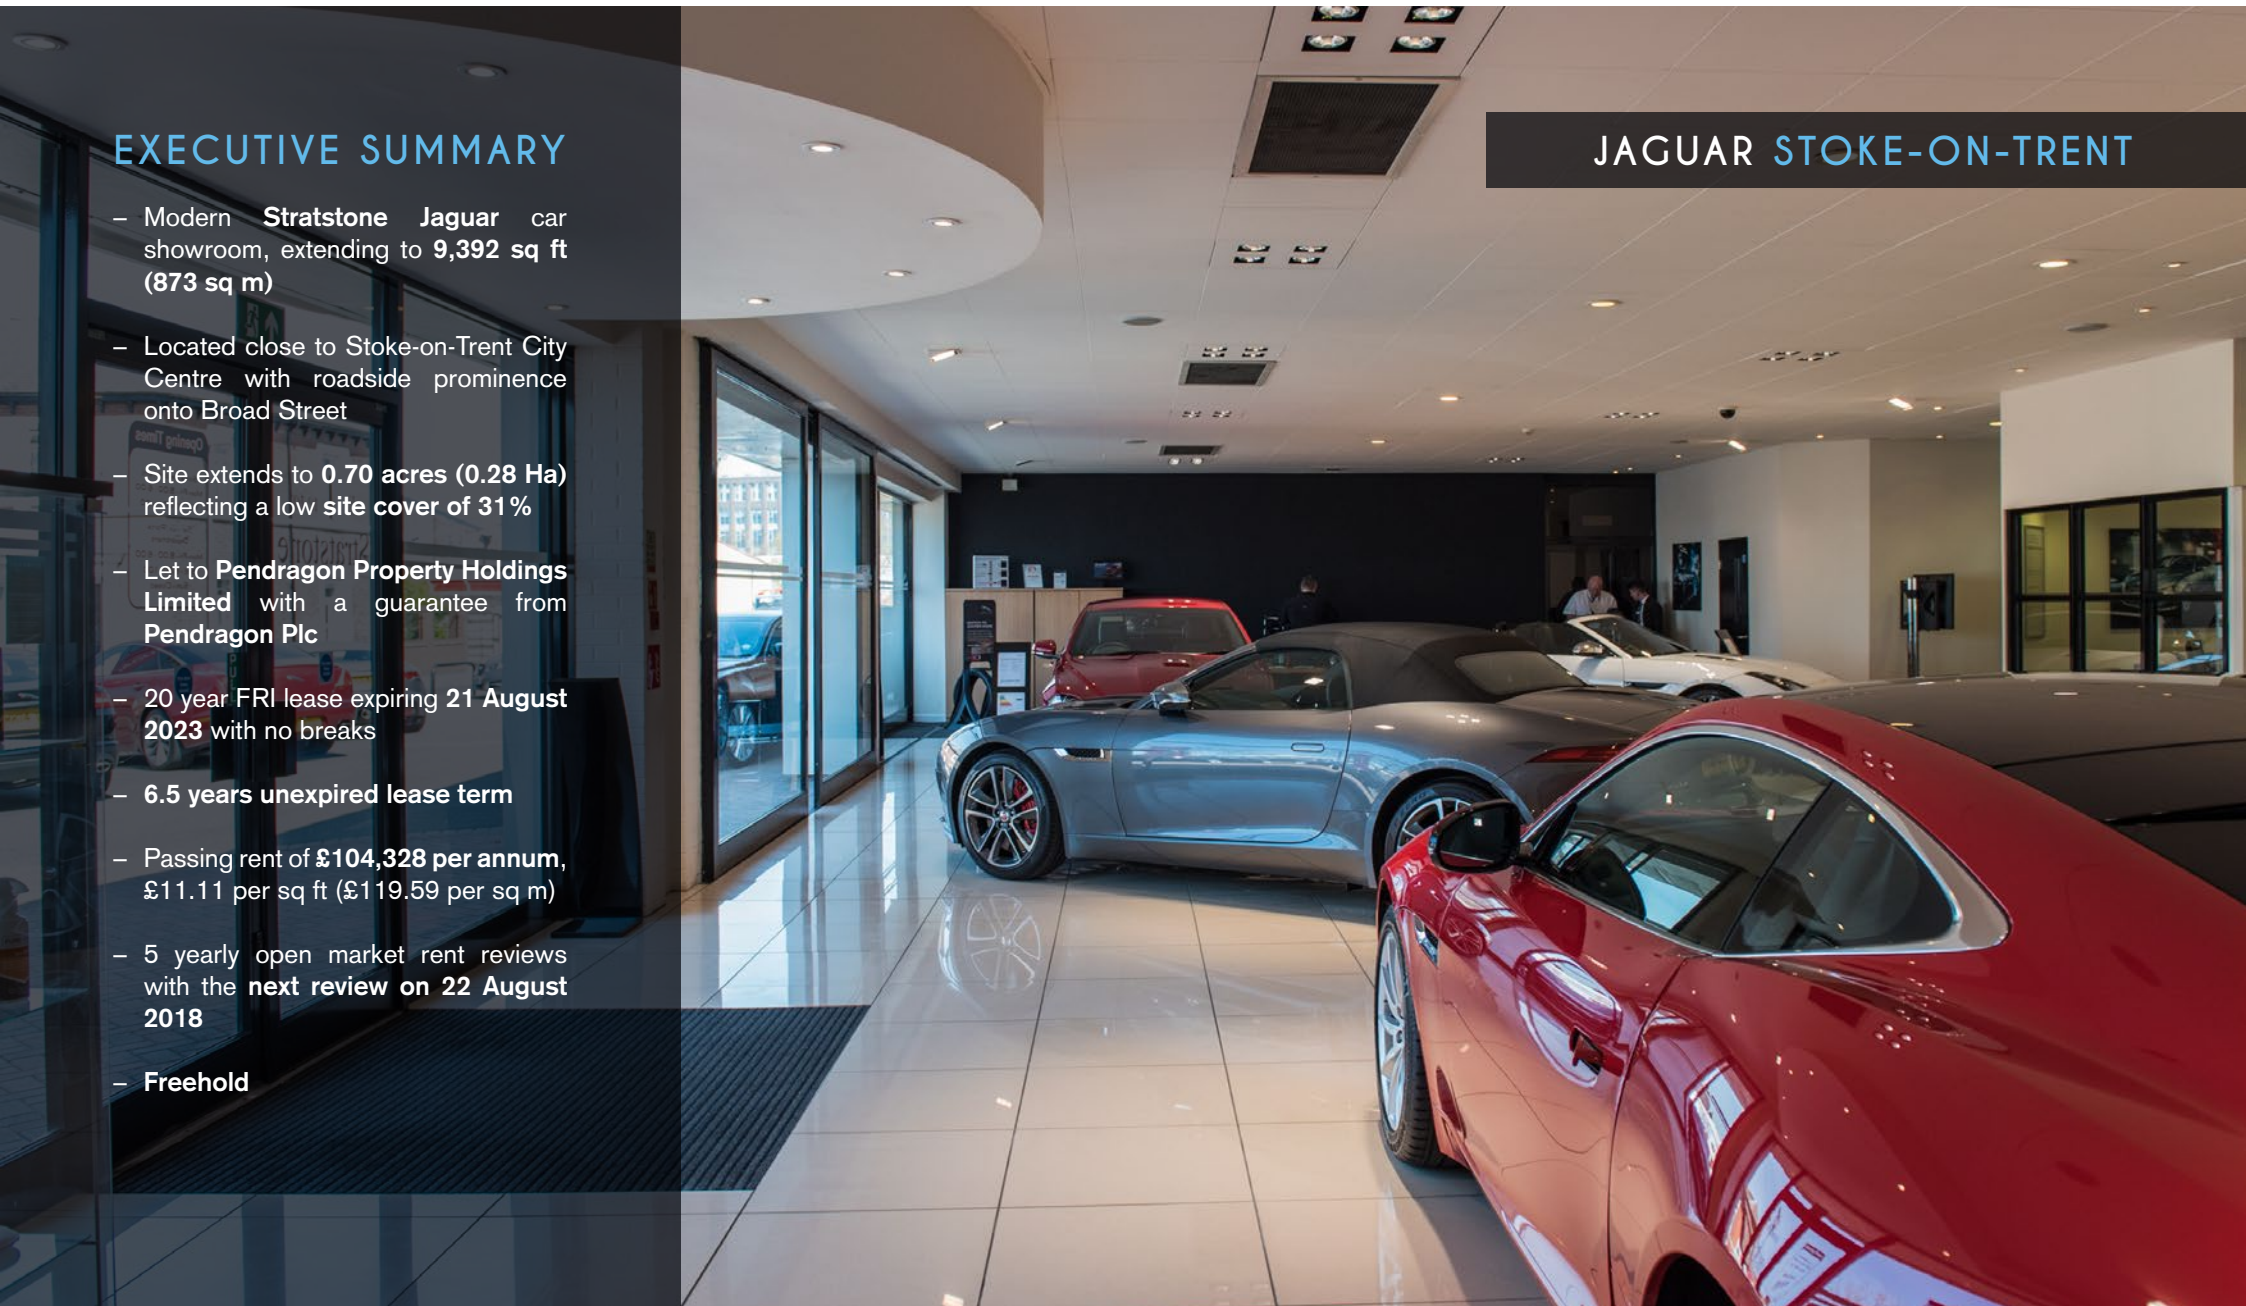 EXECUTIVE SUMMARY
– Modern Stratstone Jaguar car
showroom, extending to 9,392 sq ft
(873 sq m)
– Located close to Stoke-on-Trent City
Centre with roadside prominence
onto Broad Street
– Site extends to 0.70 acres (0.28 Ha)
reflecting a low site cover of 31%
– Let to Pendragon Property Holdings
Limited with a guarantee from
Pendragon Plc
– 20 year FRI lease expiring 21 August
2023 with no breaks
– 6.5 years unexpired lease term
– Passing rent of £104,328 per annum,
£11.11 per sq ft (£119.59 per sq m)
– 5 yearly open market rent reviews
with the next review on 22 August
2018
– Freehold
JAGUAR STOKE-ON-TRENT
Opening Times
Stratstone